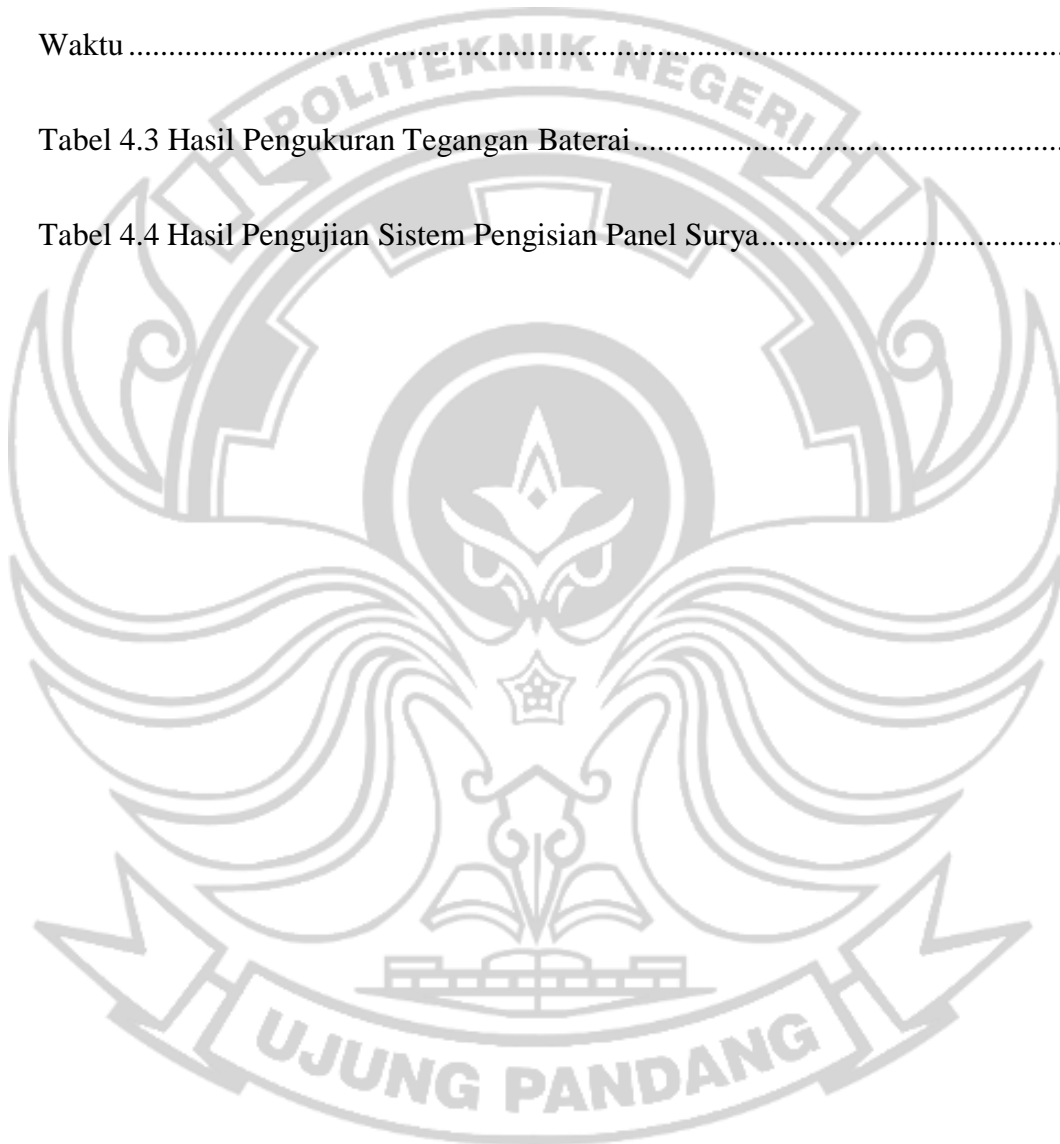 Waktu ....................................................................................................................
POLITEKNIK NEGERI
Tabel 4.3 Hasil Pengukuran Tegangan Baterai.....................................................
Tabel 4.4 Hasil Pengujian Sistem Pengisian Panel Surya.....................................
UJUNG PANDANG